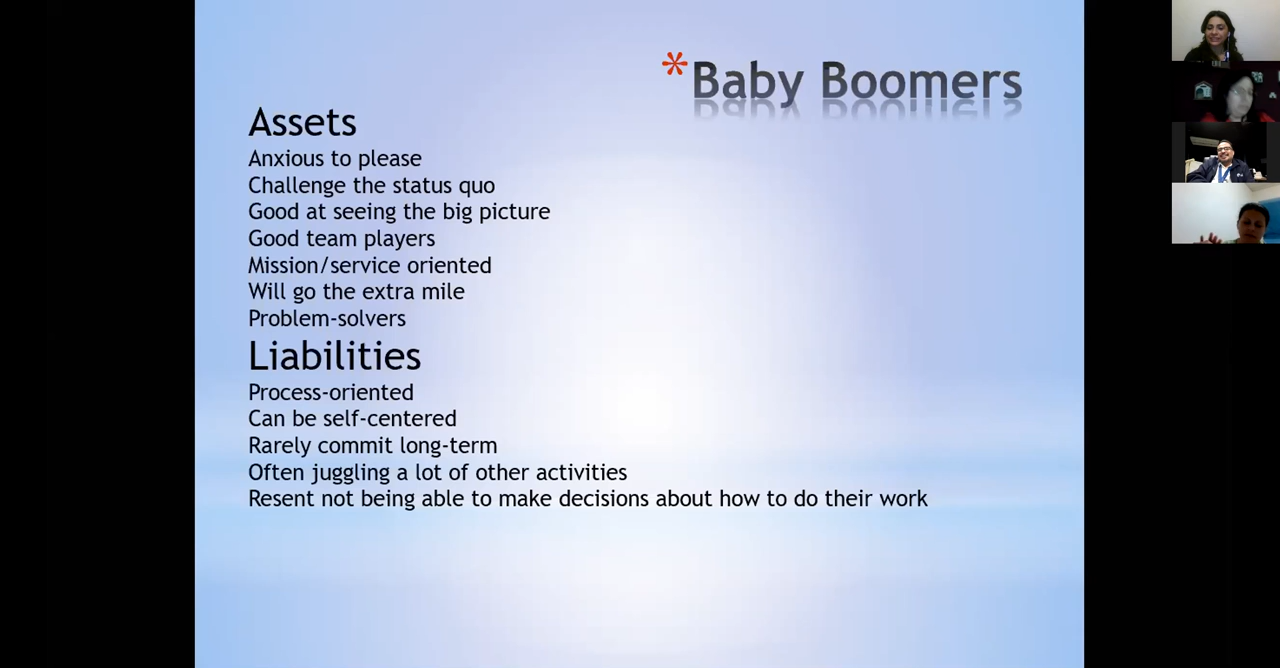 *Baby Boomers
Assets
Anxious to please
Challenge the status quo
Good at seeing the big picture
Good team players
Mission/service oriented
Will go the extra mile
Problem-solvers
Liabilities
Process-oriented
Can be self-centered
Rarely commit long-term
Often juggling a lot of other activities
Resent not being able to make decisions about how to do their work